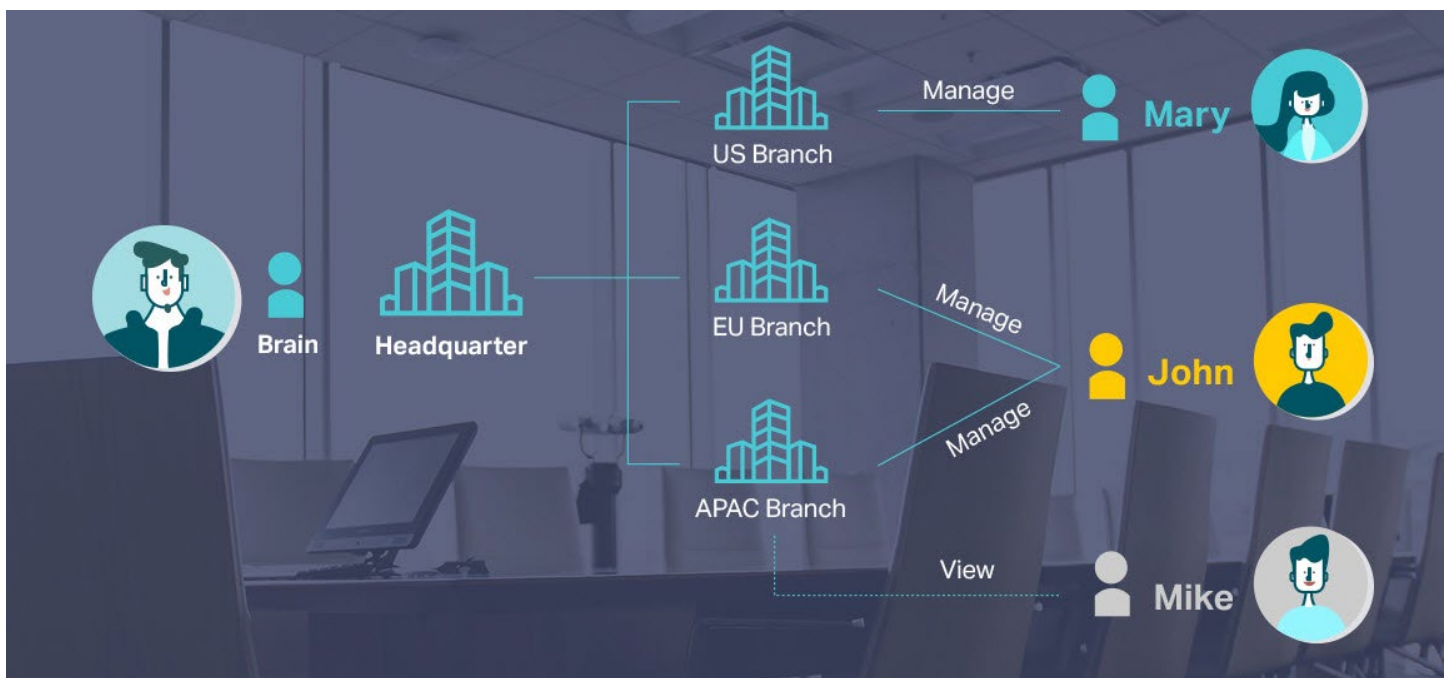 Manage
Mary
US Branch
Brain
Headquarter
EU Branch
Manage
John
Manage
APAC Branch
View
Mike